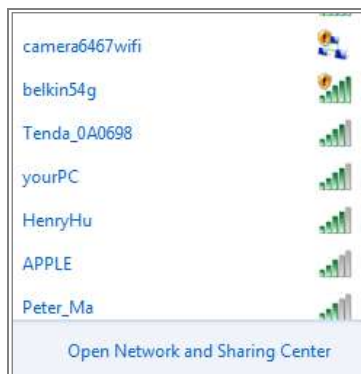 camera6467wifi
belkin54g
Tenda_0A0698
yourPC
HenryHu
APPLE
Peter_Ma
Open Network and Sharing Center